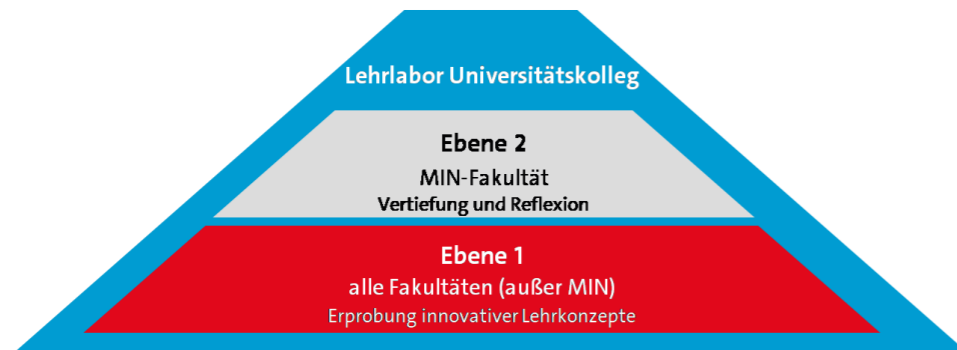 Lehrlabor Universitätskolleg
Ebene 2
MIN-Fakultät
Vertiefung und Reflexion
Ebene 1
alle Fakultäten (außer MIN)
Erprobung innovativer Lehrkonzepte